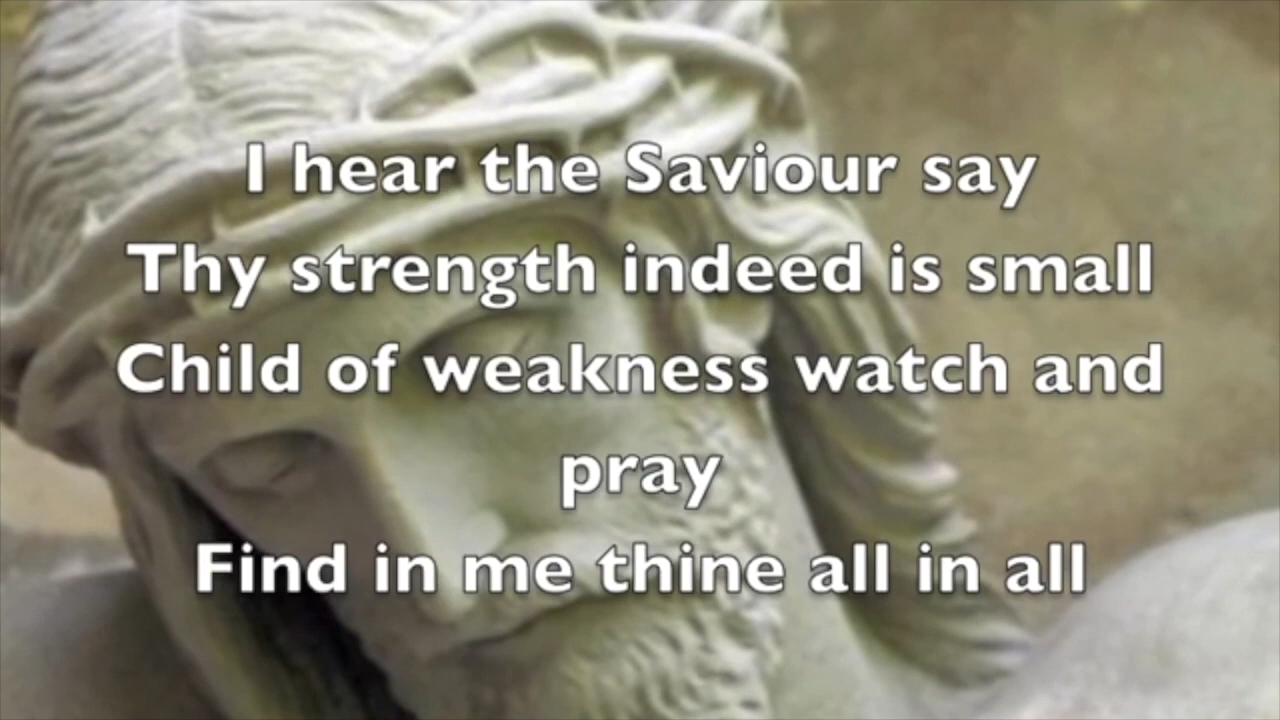 I hear the Saviour say
Thy strength indeed is small
Child of weakness watch and
pray
Find in me thine all in all